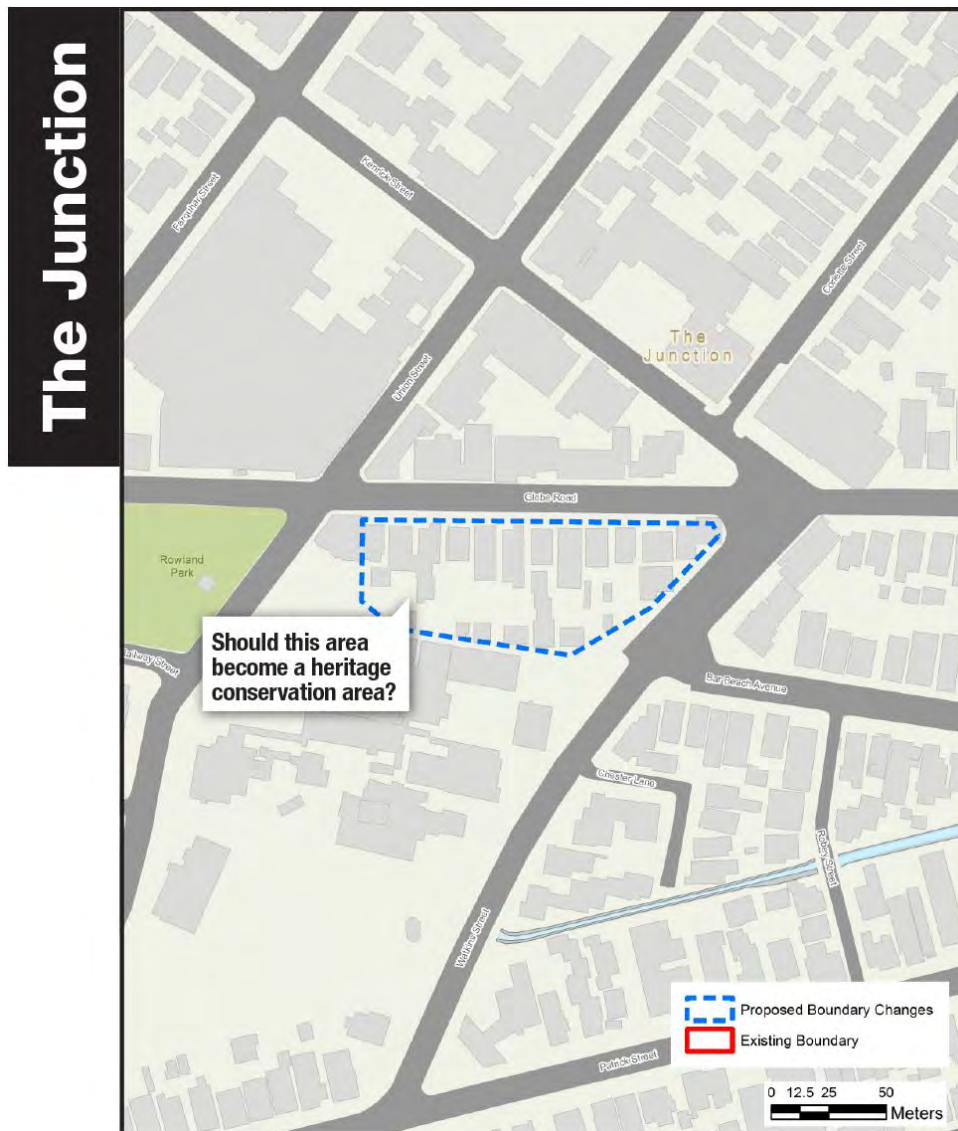 The Junction
Farquhar Street
Kenrick Street
Union Street
Corlette Street
The
Junction
Glebe Road
Rowland
Park
Railway Street
Should this area
become a heritage
conservation area?
Bar Beach Avenue
Chester Lane
Robey Street
Watkins Street
Patrick Street
Proposed Boundary Changes
Existing Boundary
0 12.5 25 50
Meters